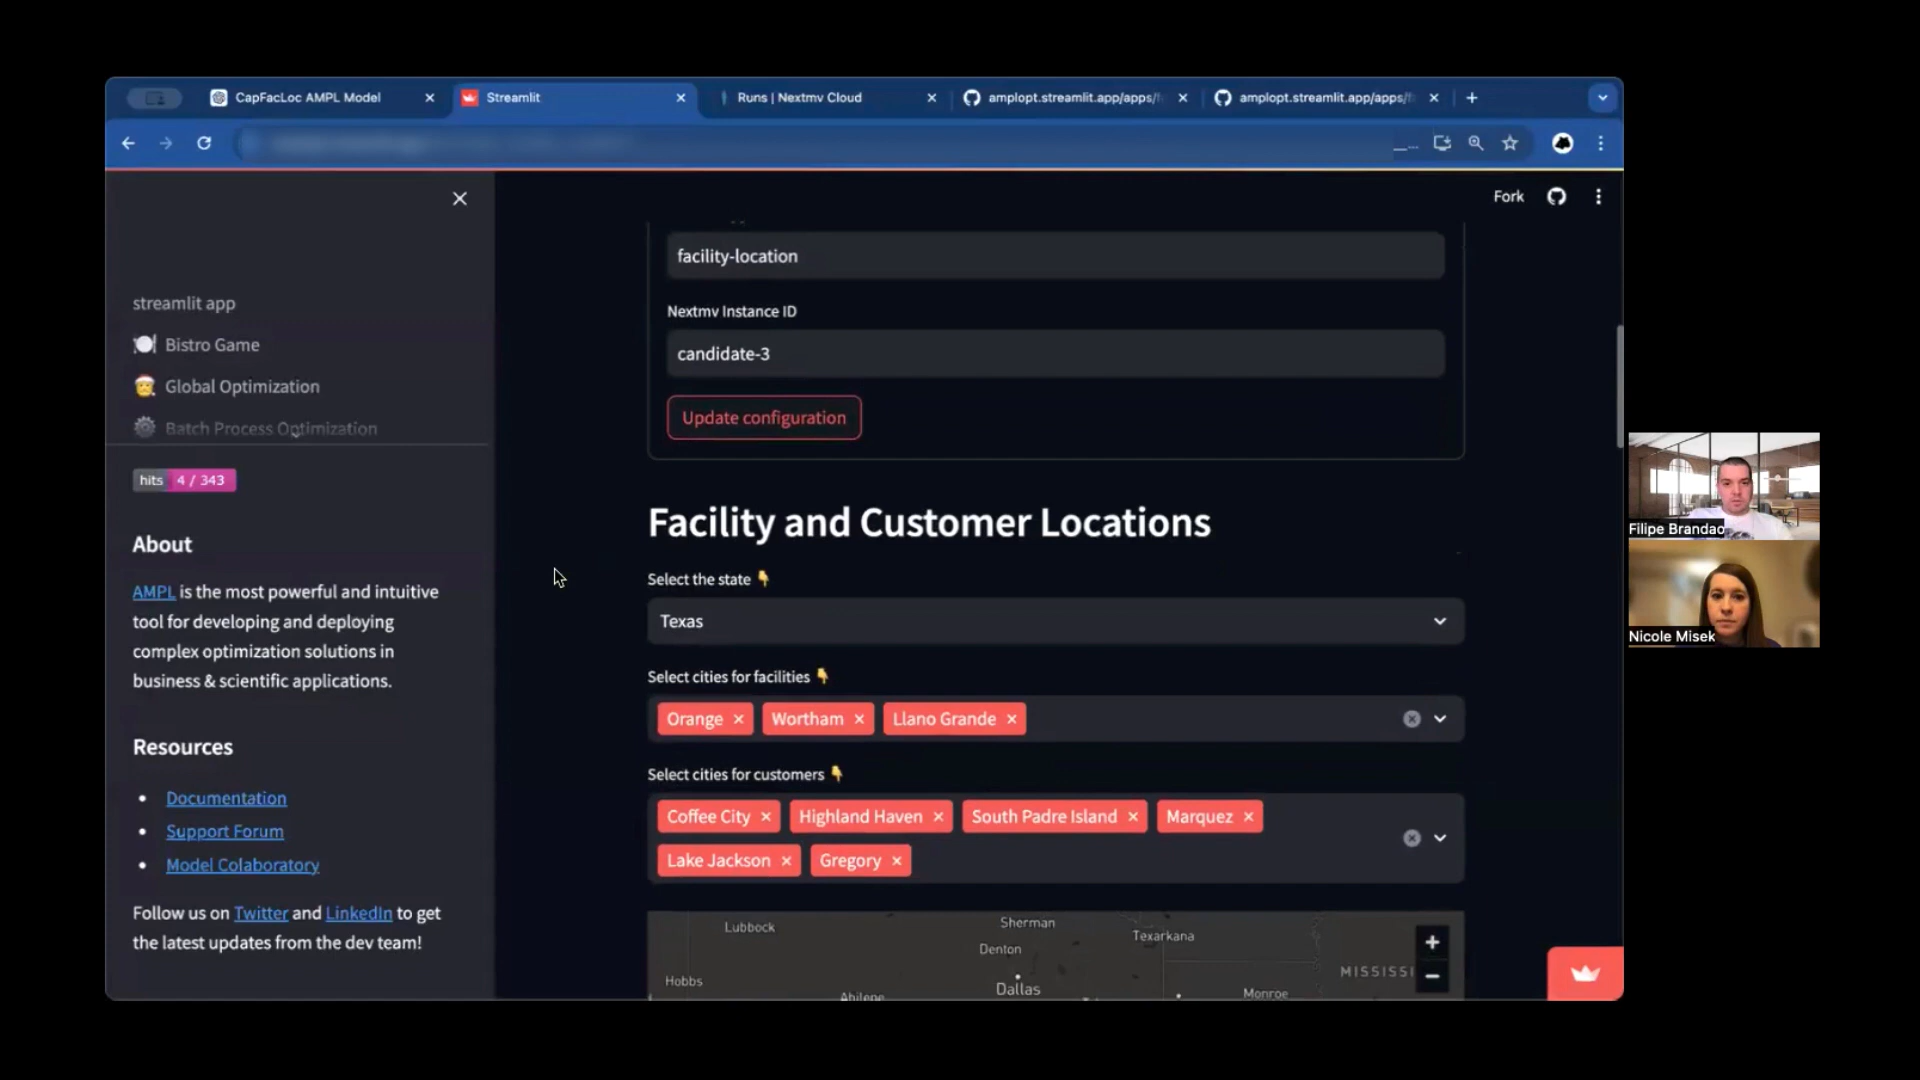 CapFacLoc AMPL Model
Streamlit
Runs | Nextmv Cloud
amplopt.streamlit.app/apps/
amplopt.streamlit.app/apps/
Fork
streamlit app
Bistro Game
Global Optimization
Batch Process Optimization
hits 4 / 343
About
AMPL is the most powerful and intuitive
tool for developing and deploying
complex optimization solutions in
business & scientific applications.
Resources
Documentation
Support Forum
Model Colaboratory
Follow us on Twitter and LinkedIn to get
the latest updates from the dev team!
facility-location
Nextmv Instance ID
candidate-3
Update configuration
Facility and Customer Locations
Select the state 👇
Texas
Select cities for facilities 👇
Orange Wortham Llano Grande
Select cities for customers 👇
Coffee City Highland Haven South Padre Island Marquez
Lake Jackson Gregory
Lubbock
Sherman
Texarkana
Denton
MISSISSI
Hobbs
Dallas
Abilene
Monroe
Filipe Brandao
Nicole Misek